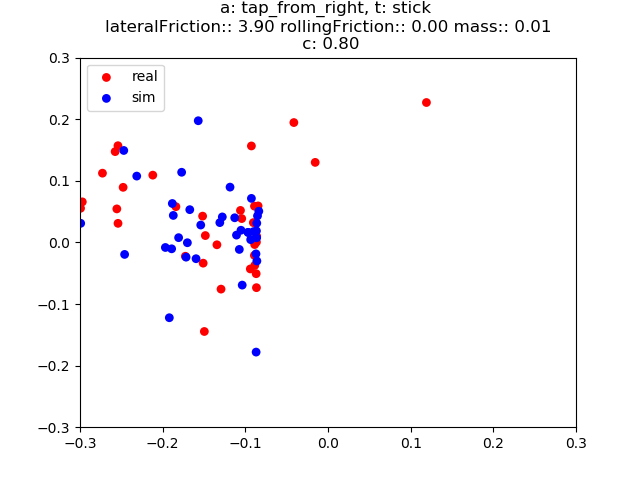 a: tap_from_right, t: stick
lateralFriction:: 3.90 rollingFriction:: 0.00 mass:: 0.01
c: 0.80
real
sim
0.3
0.2
0.1
0.0
−0.1
−0.2
−0.3
−0.3 −0.2 −0.1 0.0 0.1 0.2 0.3